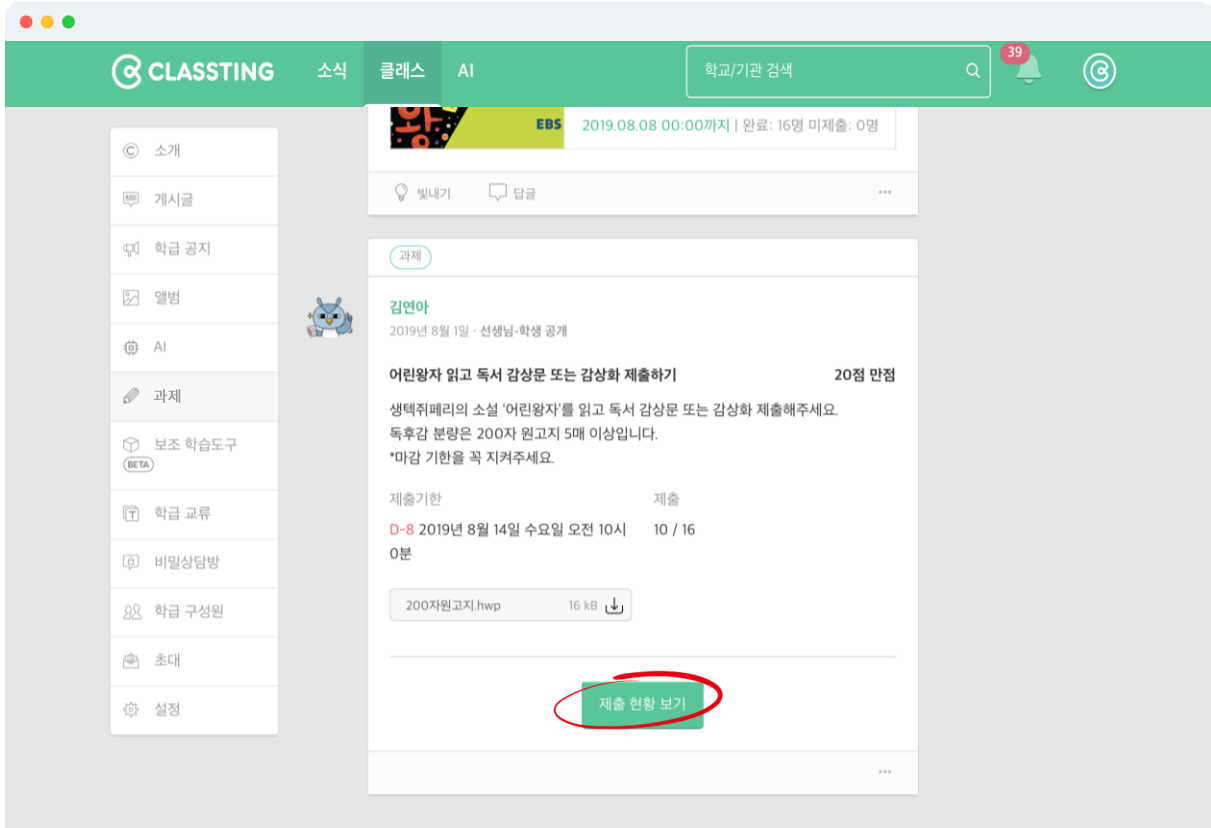 CLASSTING 소식 클래스 AI 학교/기관 검색 39
소개
게시글
학급 공지
앨범
AI
과제
보조 학습도구
BETA
학급 교류
비밀상담방
학급 구성원
초대
설정
왕 EBS 2019.08.08 00:00까지 | 완료: 16명 미제출: 0명
빛내기 답글
과제
김연아
2019년 8월 1일 · 선생님-학생 공개
어린왕자 읽고 독서 감상문 또는 감상화 제출하기 20점 만점
생텍쥐페리의 소설 '어린왕자'를 읽고 독서 감상문 또는 감상화 제출해주세요.
독후감 분량은 200자 원고지 5매 이상입니다.
*마감 기한을 꼭 지켜주세요.
제출기한 제출
D-8 2019년 8월 14일 수요일 오전 10시 10 / 16
0분
200자원고지.hwp 16 kB
제출 현황 보기